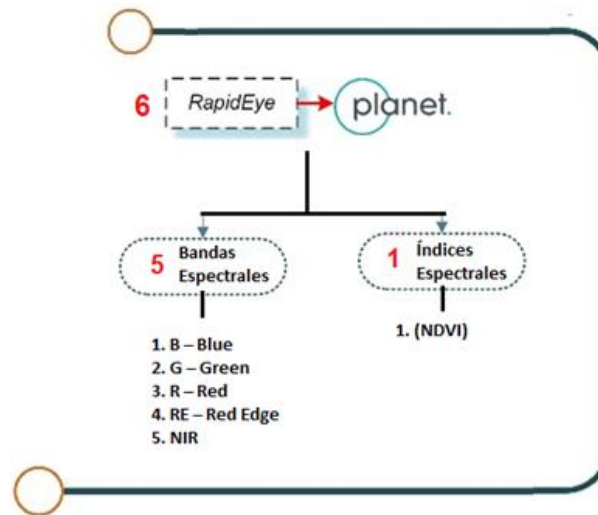 6 RapidEye planet.
5 Bandas Espectrales
1 Índices Espectrales
1. B – Blue
2. G – Green
3. R – Red
4. RE – Red Edge
5. NIR
1. (NDVI)